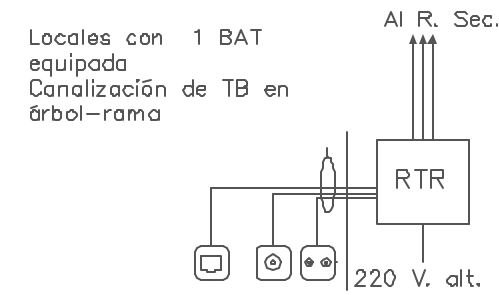 Locales con 1 BAT
equipada
Canalización de TB en
árbol-rama
Al R. Sec.
RTR
220 V. alt.